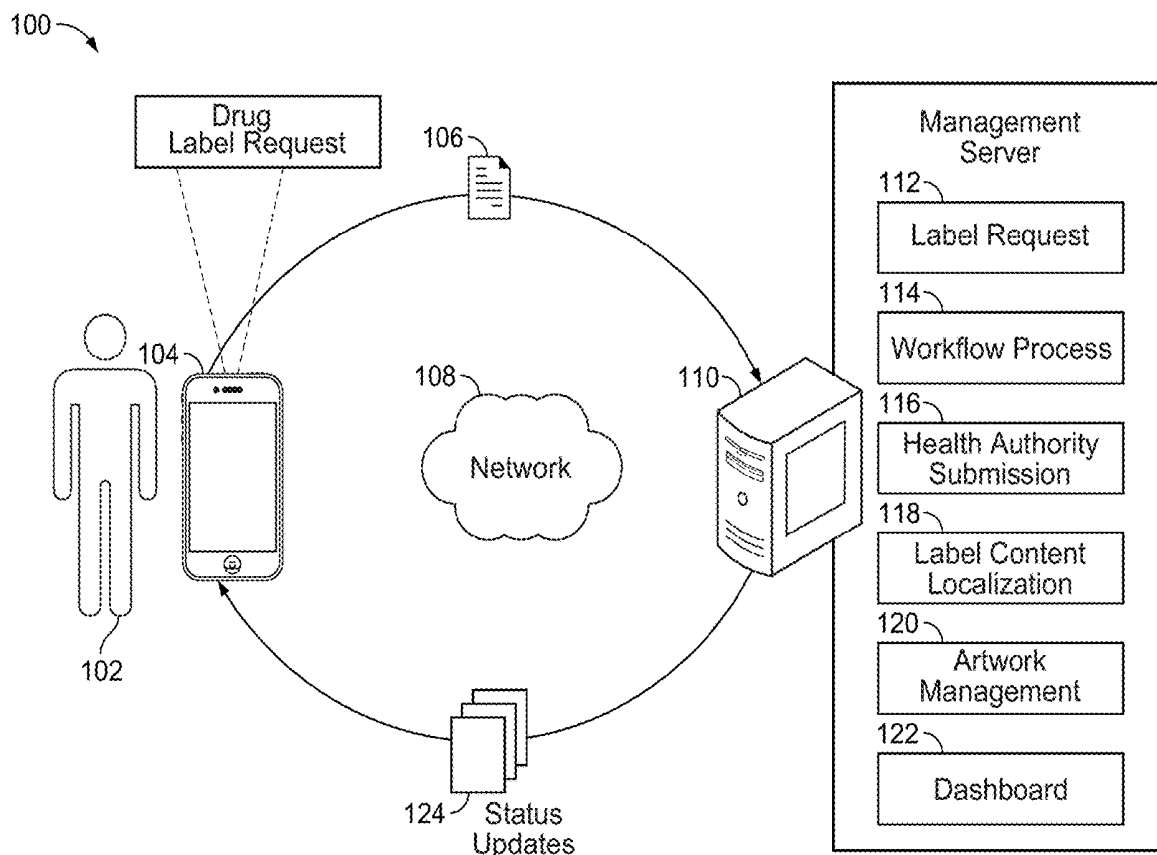 100
Drug
Label Request
106
104
108
Network
110
102
124
Status
Updates
Management
Server
112
Label Request
114
Workflow Process
116
Health Authority
Submission
118
Label Content
Localization
120
Artwork
Management
122
Dashboard